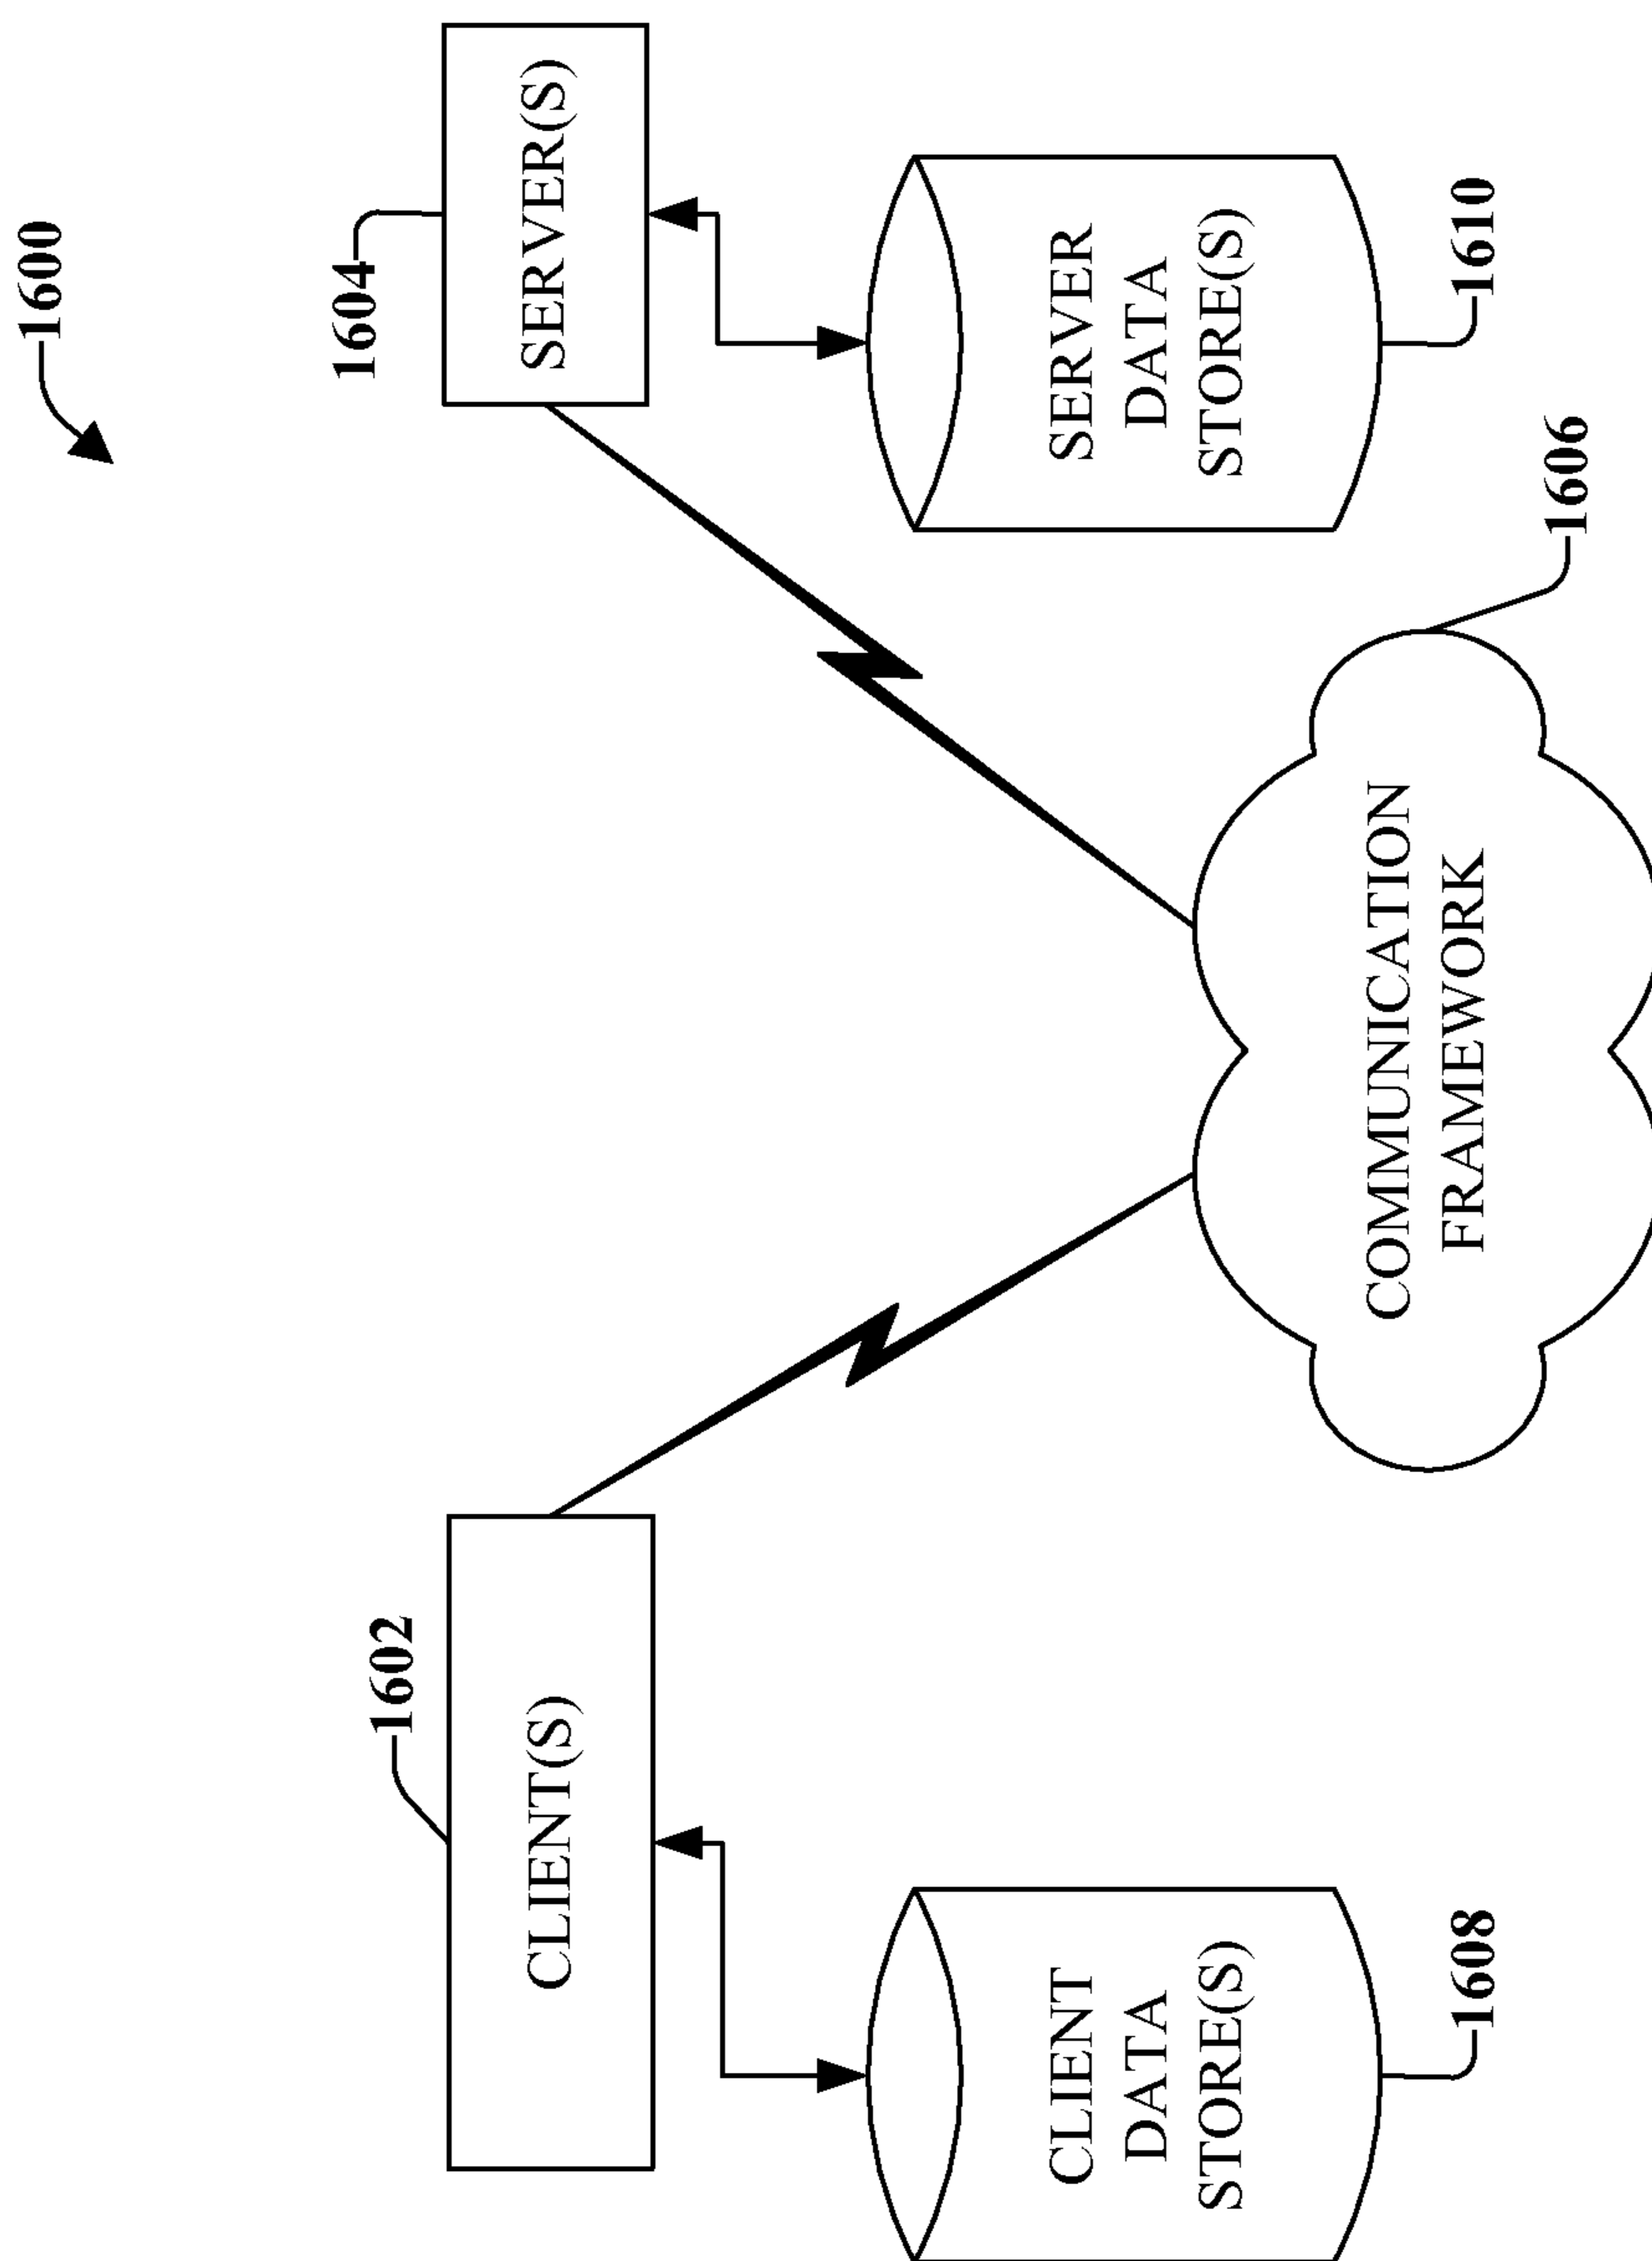 1600
1602
1604
CLIENT(S)
SERVER(S)
CLIENT
DATA
STORE(S)
SERVER
DATA
STORE(S)
1608
1610
COMMUNICATION
FRAMEWORK
1606